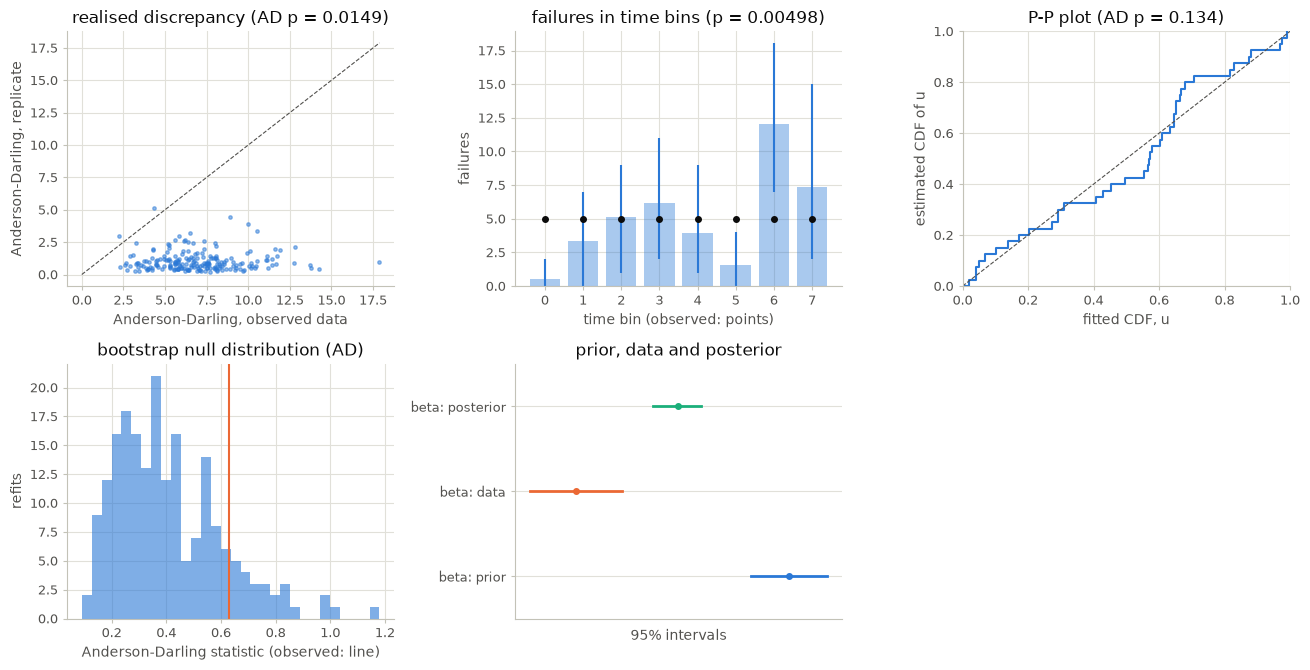 realised discrepancy (AD p = 0.0149)
Anderson-Darling, replicate
17.5
15.0
12.5
10.0
7.5
5.0
2.5
0.0
0.0 2.5 5.0 7.5 10.0 12.5 15.0 17.5
Anderson-Darling, observed data
failures in time bins (p = 0.00498)
failures
17.5
15.0
12.5
10.0
7.5
5.0
2.5
0.0
0 1 2 3 4 5 6 7
time bin (observed: points)
P-P plot (AD p = 0.134)
estimated CDF of u
1.0
0.8
0.6
0.4
0.2
0.0
0.0 0.2 0.4 0.6 0.8 1.0
fitted CDF, u
bootstrap null distribution (AD)
refits
20.0
17.5
15.0
12.5
10.0
7.5
5.0
2.5
0.0
0.2 0.4 0.6 0.8 1.0 1.2
Anderson-Darling statistic (observed: line)
prior, data and posterior
beta: posterior
beta: data
beta: prior
95% intervals